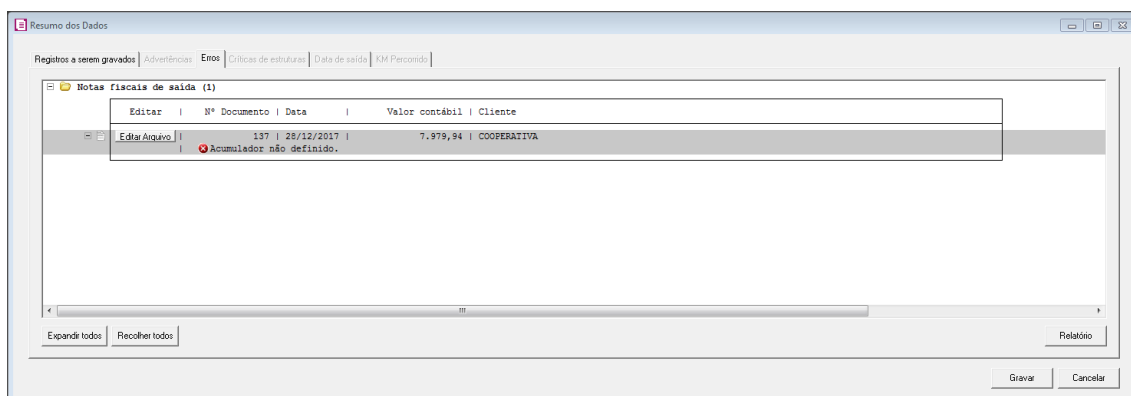 Resumo dos Dados
Registros a serem gravados Advertências Erros Críticas de estruturas Data de saída KM Percorrido
Notas fiscais de saída (1)
Editar | Nº Documento | Data | Valor contábil | Cliente
Editar Arquivo | 137 | 28/12/2017 | 7.979,94 | COOPERATIVA
| Acumulador não definido.
Expandir todos Recolher todos Relatório
Gravar Cancelar